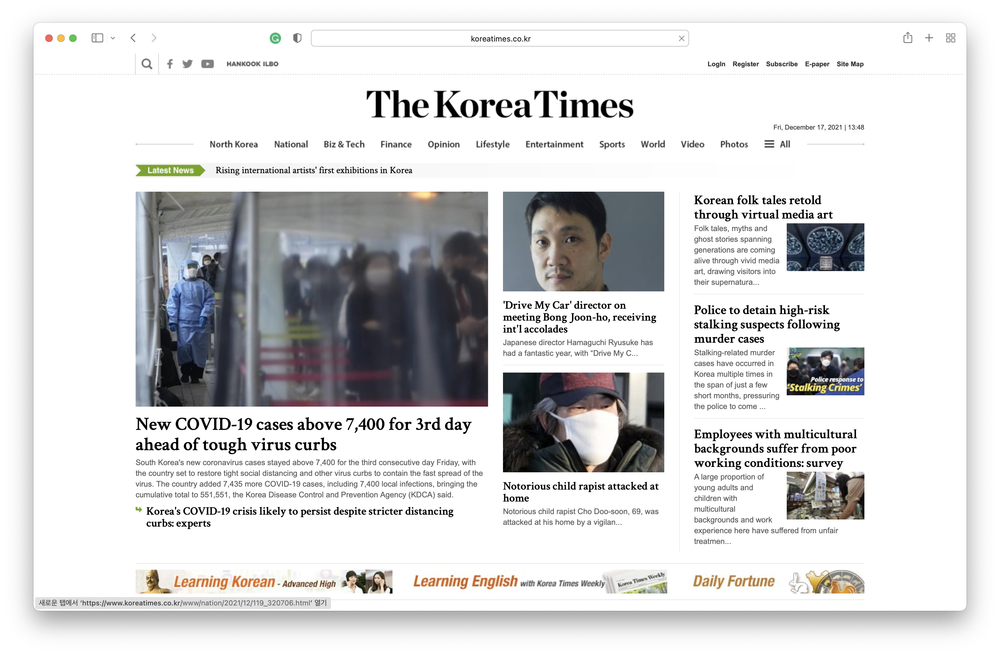 koreatimes.co.kr
HANKOOK ILBO
LogIn Register Subscribe E-paper Site Map
The Korea Times
Fri, December 17, 2021 | 13:48
North Korea National Biz & Tech Finance Opinion Lifestyle Entertainment Sports World Video Photos All
Latest News Rising international artists' first exhibitions in Korea
New COVID-19 cases above 7,400 for 3rd day
ahead of tough virus curbs
South Korea's new coronavirus cases stayed above 7,400 for the third consecutive day Friday, with
the country set to restore tight social distancing and other virus curbs to contain the fast spread of the
virus. The country added 7,435 more COVID-19 cases, including 7,400 local infections, bringing the
cumulative total to 551,551, the Korea Disease Control and Prevention Agency (KDCA) said.
Korea's COVID-19 crisis likely to persist despite stricter distancing
curbs: experts
'Drive My Car' director on
meeting Bong Joon-ho, receiving
int'l accolades
Japanese director Hamaguchi Ryusuke has
had a fantastic year, with “Drive My C...
Notorious child rapist attacked at
home
Notorious child rapist Cho Doo-soon, 69, was
attacked at his home by a vigilan...
Korean folk tales retold
through virtual media art
Folk tales, myths and
ghost stories spanning
generations are coming
alive through vivid media
art, drawing visitors into
their supernatura...
Police to detain high-risk
stalking suspects following
murder cases
Stalking-related murder
cases have occurred in
Korea multiple times in
the span of just a few
short months, pressuring
the police to come ...
Police response to
'Stalking Crimes'
Employees with multicultural
backgrounds suffer from poor
working conditions: survey
A large proportion of
young adults and
children with
multicultural
backgrounds and work
experience here have suffered from unfair
treatmen...
Learning Korean - Advanced High
Learning English with Korea Times Weekly
Korea Times Weekly
Daily Fortune
새로운 탭에서 ‘https://www.koreatimes.co.kr/www/nation/2021/12/119_320706.html’ 열기